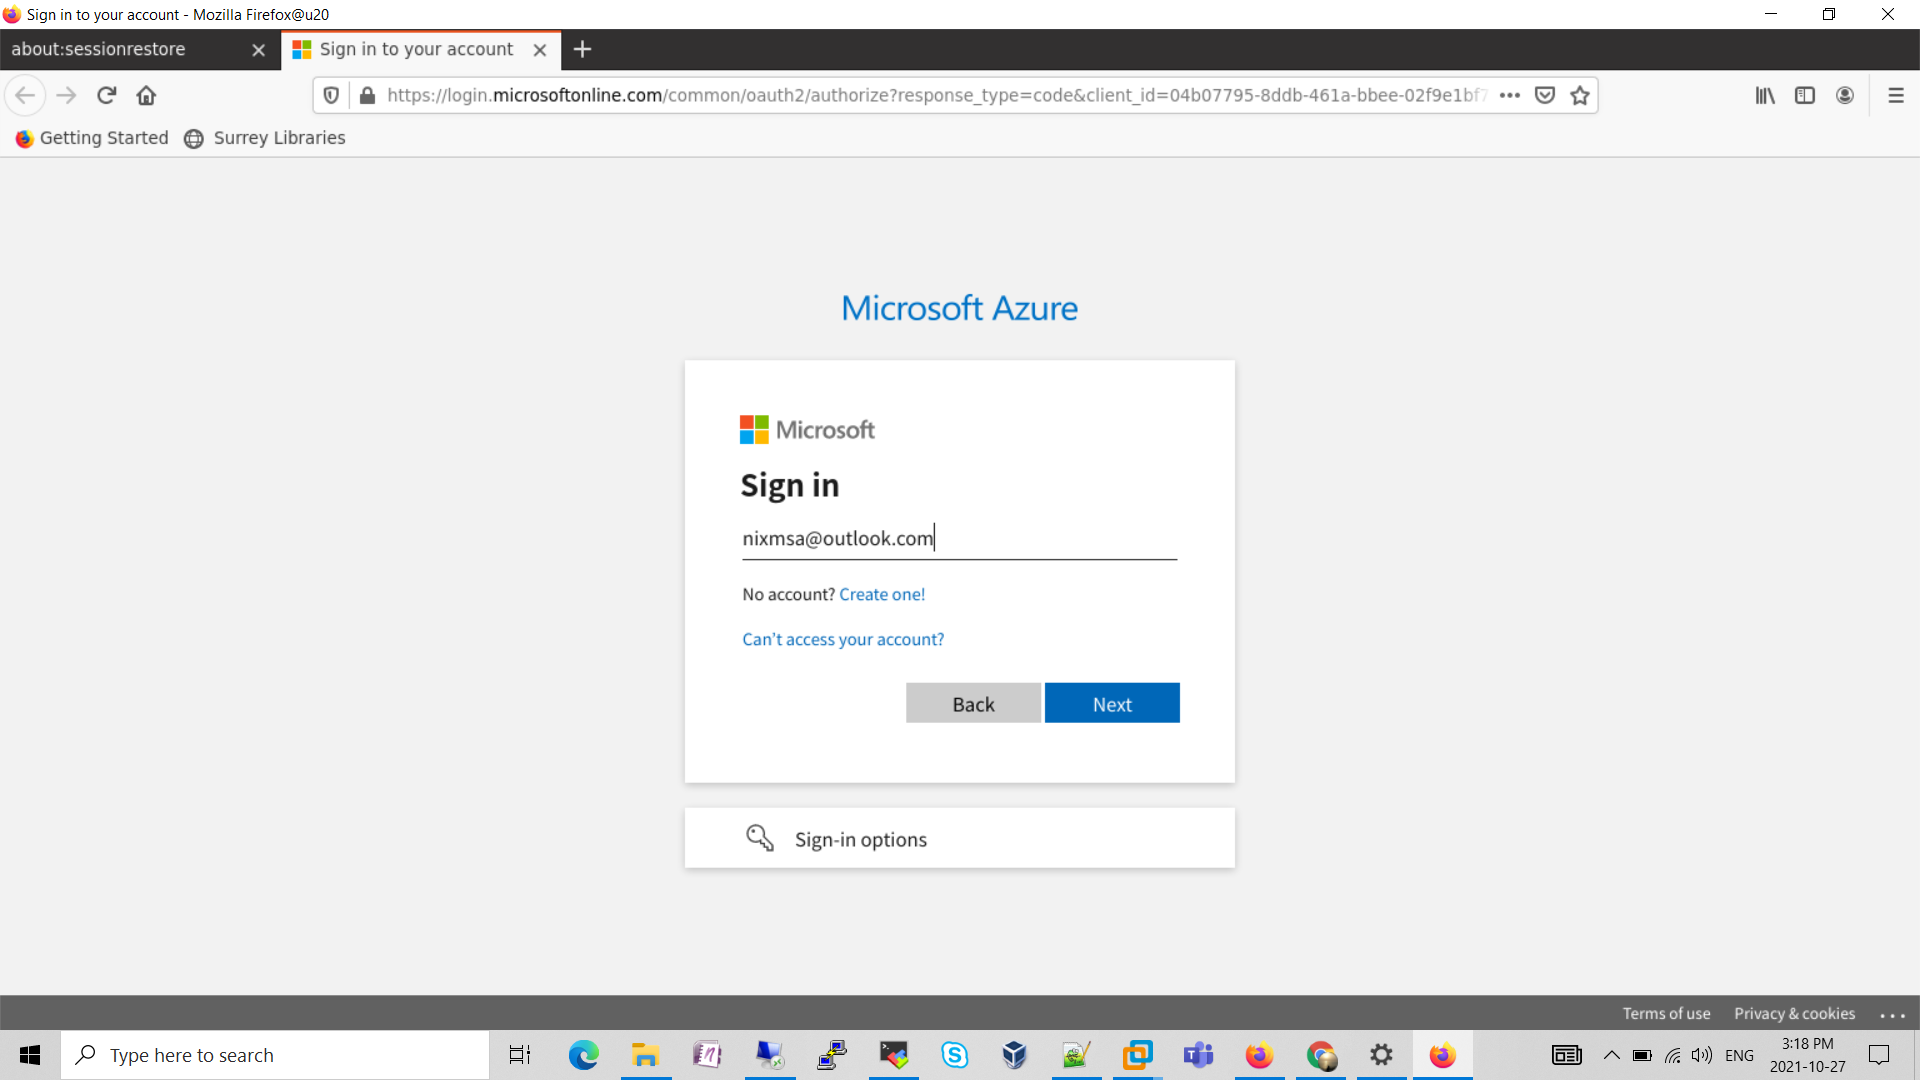 Sign in to your account - Mozilla Firefox@u20
about:sessionrestore
Sign in to your account
https://login.microsoftonline.com/common/oauth2/authorize?response_type=code&client_id=04b07795-8ddb-461a-bbee-02f9e1bf7
Getting Started
Surrey Libraries
Microsoft Azure
Microsoft
Sign in
nixmsa@outlook.com
No account? Create one!
Can't access your account?
Back
Next
Sign-in options
Terms of use
Privacy & cookies
Type here to search
ENG
3:18 PM
2021-10-27